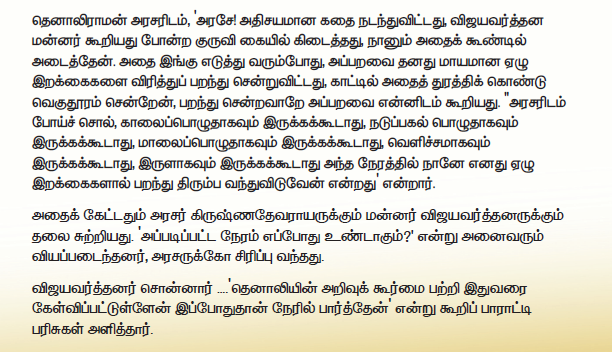 தெனாலிராமன் அரசரிடம், 'அரசே! அதிசயமான கதை நடந்துவிட்டது, விஜயவர்த்தன
மன்னர் கூறியது போன்ற குருவி கையில் கிடைத்தது, நானும் அதைக் கூண்டில்
அடைத்தேன். அதை இங்கு எடுத்து வரும்போது, அப்பறவை தனது மாயமான ஏழு
இறக்கைகளை விரித்துப் பறந்து சென்றுவிட்டது, காட்டில் அதைத் துரத்திக் கொண்டு
வெகுதூரம் சென்றேன், பறந்து சென்றவாறே அப்பறவை என்னிடம் கூறியது. "அரசரிடம்
போய்ச் சொல், காலைப்பொழுதாகவும் இருக்கக்கூடாது, நடுப்பகல் பொழுதாகவும்
இருக்கக்கூடாது, மாலைப்பொழுதாகவும் இருக்கக்கூடாது, வெளிச்சமாகவும்
இருக்கக்கூடாது, இருளாகவும் இருக்கக்கூடாது அந்த நேரத்தில் நானே எனது ஏழு
இறக்கைகளால் பறந்து திரும்ப வந்துவிடுவேன் என்றது' என்றார்.
அதைக் கேட்டதும் அரசர் கிருஷ்ணதேவராயருக்கும் மன்னர் விஜயவர்த்தனருக்கும்
தலை சுற்றியது. 'அப்படிப்பட்ட நேரம் எப்போது உண்டாகும்?' என்று அனைவரும்
வியப்படைந்தனர், அரசருக்கோ சிரிப்பு வந்தது.
விஜயவர்த்தனர் சொன்னார் ....'தெனாலியின் அறிவுக் கூர்மை பற்றி இதுவரை
கேள்விப்பட்டுள்ளேன் இப்போதுதான் நேரில் பார்த்தேன்' என்று கூறிப் பாராட்டி
பரிசுகள் அளித்தார்.